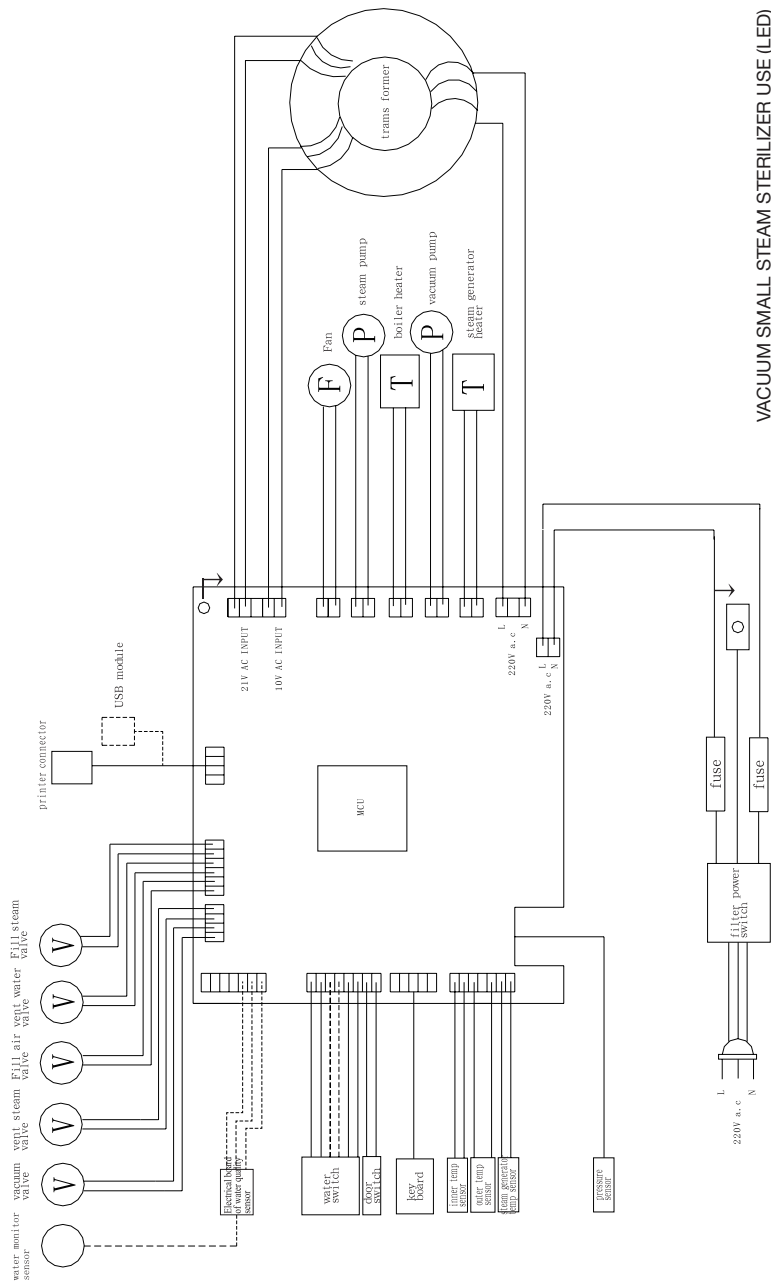 VACUUM SMALL STEAM STERILIZER USE (LED)
trams former
Fan
F
steam pump
P
boiler heater
T
vacuum pump
P
steam generator
heater
T
21V AC INPUT
10V AC INPUT
L
N
220V a.c
L
N
220V a.c
USB module
printer connector
MCU
fuse
fuse
filter power
switch
L
N
220V a.c
Fill steam
valve
V
vent water
valve
V
Fill air
valve
V
vent steam
valve
V
vacuum
valve
V
water monitor
sensor
Electrical board
of water quality
sensor
water
switch
door
switch
key
board
inner temp
sensor
outer temp
sensor
steam generator
temp sensor
pressure
sensor